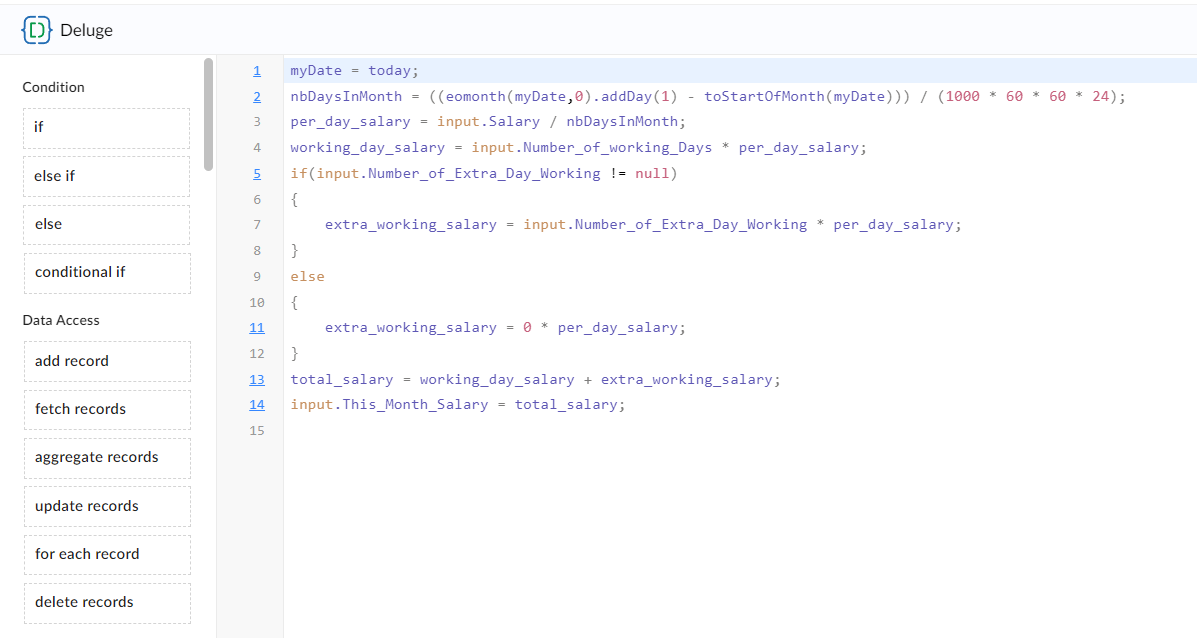 Deluge
Condition
if
else if
else
conditional if
Data Access
add record
fetch records
aggregate records
update records
for each record
delete records
1 myDate = today;
2 nbDaysInMonth = ((eomonth(myDate,0).addDay(1) - toStartOfMonth(myDate))) / (1000 * 60 * 60 * 24);
3 per_day_salary = input.Salary / nbDaysInMonth;
4 working_day_salary = input.Number_of_working_Days * per_day_salary;
5 if(input.Number_of_Extra_Day_Working != null)
6 {
7 extra_working_salary = input.Number_of_Extra_Day_Working * per_day_salary;
8 }
9 else
10 {
11 extra_working_salary = 0 * per_day_salary;
12 }
13 total_salary = working_day_salary + extra_working_salary;
14 input.This_Month_Salary = total_salary;
15